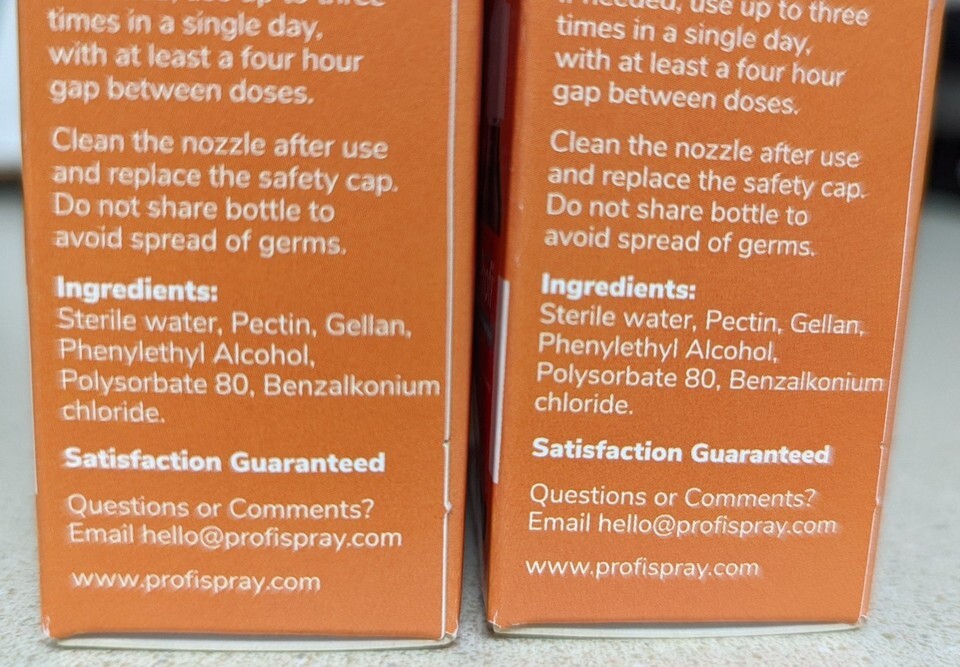 times in a single day,
with at least a four hour
gap between doses.
Clean the nozzle after use
and replace the safety cap.
Do not share bottle to
avoid spread of germs.
Ingredients:
Sterile water, Pectin, Gellan,
Phenylethyl Alcohol,
Polysorbate 80, Benzalkonium
chloride.
Satisfaction Guaranteed
Questions or Comments?
Email hello@profispray.com
www.profispray.com
if needed, use up to three
times in a single day,
with at least a four hour
gap between doses.
Clean the nozzle after use
and replace the safety cap.
Do not share bottle to
avoid spread of germs.
Ingredients:
Sterile water, Pectin, Gellan,
Phenylethyl Alcohol,
Polysorbate 80, Benzalkonium
chloride.
Satisfaction Guaranteed
Questions or Comments?
Email hello@profispray.com
www.profispray.com